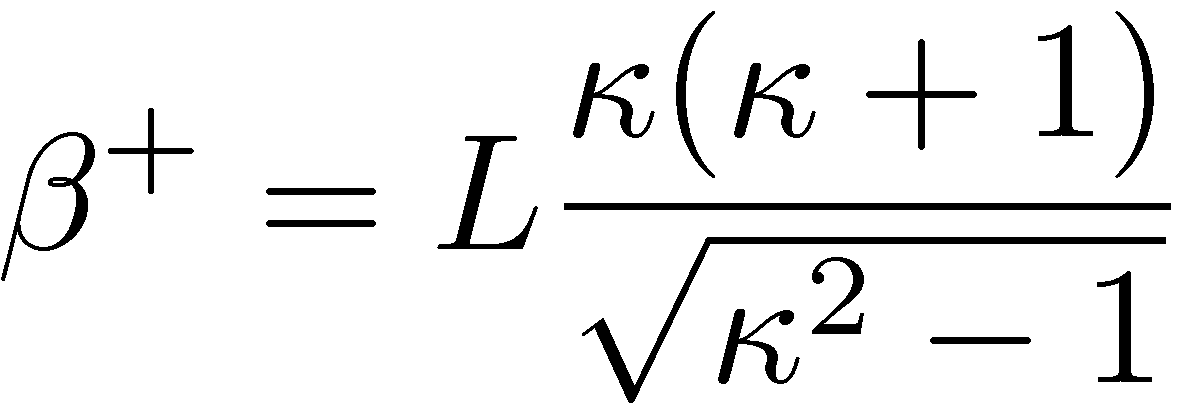 β⁺ = L κ(κ + 1) / √(κ² − 1)